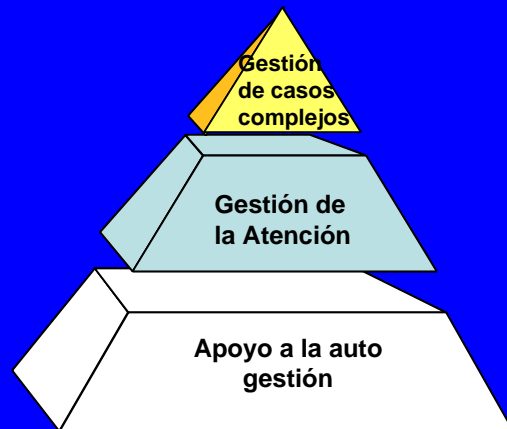 Gestión
de casos
complejos
Gestión de
la Atención
Apoyo a la auto
gestión